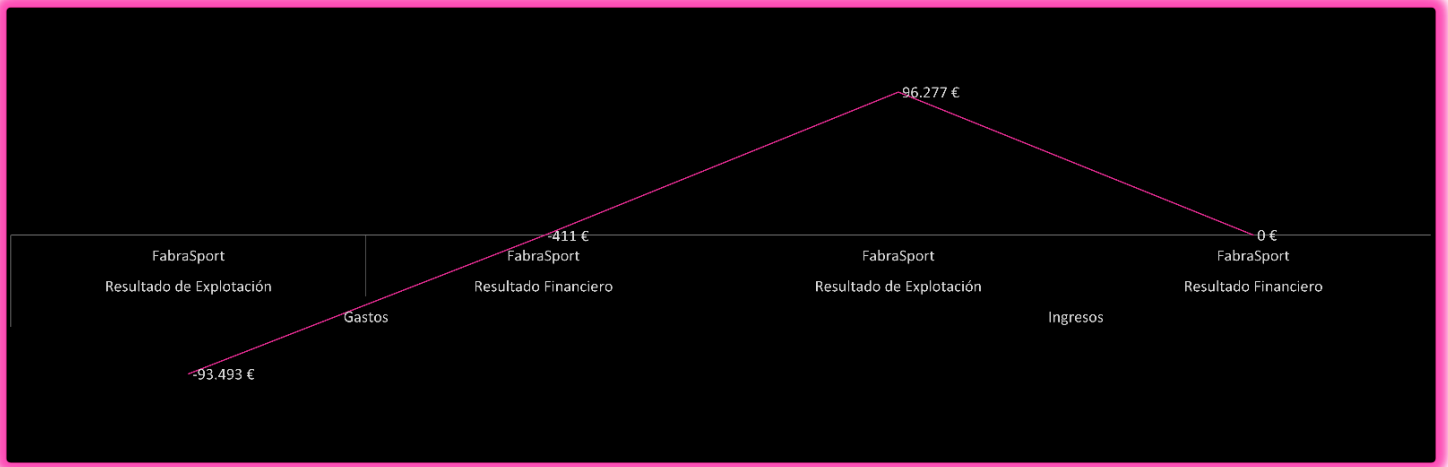 96.277 €
-411 €
0 €
FabraSport
FabraSport
FabraSport
FabraSport
Resultado de Explotación
Resultado Financiero
Resultado de Explotación
Resultado Financiero
Gastos
Ingresos
-93.493 €